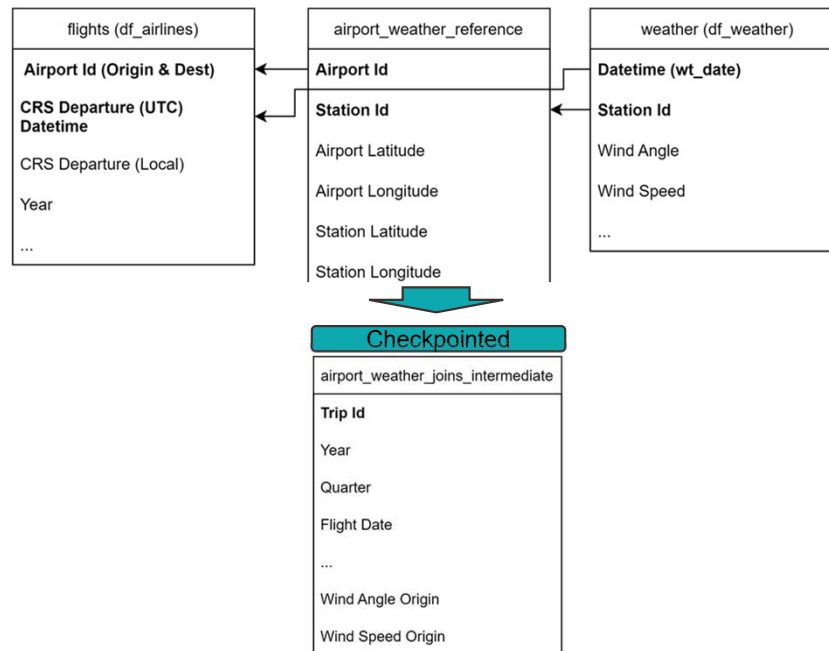 flights (df_airlines)
Airport Id (Origin & Dest)
CRS Departure (UTC)
Datetime
CRS Departure (Local)
Year
...
airport_weather_reference
Airport Id
Station Id
Airport Latitude
Airport Longitude
Station Latitude
Station Longitude
weather (df_weather)
Datetime (wt_date)
Station Id
Wind Angle
Wind Speed
...
Checkpointed
airport_weather_joins_intermediate
Trip Id
Year
Quarter
Flight Date
...
Wind Angle Origin
Wind Speed Origin